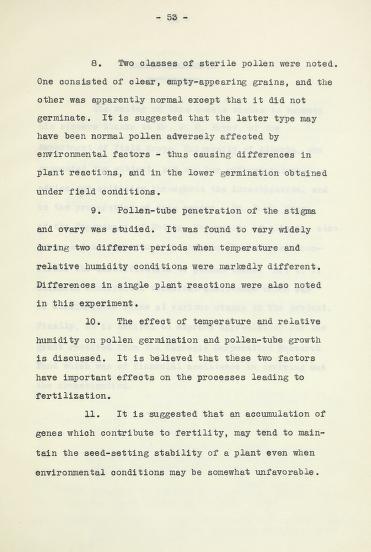 - 53 -
8. Two classes of sterile pollen were noted.
One consisted of clear, empty-appearing grains, and the
other was apparently normal except that it did not
germinate. It is suggested that the latter type may
have been normal pollen adversely affected by
environmental factors - thus causing differences in
plant reactions, and in the lower germination obtained
under field conditions.
9. Pollen-tube penetration of the stigma
and ovary was studied. It was found to vary widely
during two different periods when temperature and
relative humidity conditions were markedly different.
Differences in single plant reactions were also noted
in this experiment.
10. The effect of temperature and relative
humidity on pollen germination and pollen-tube growth
is discussed. It is believed that these two factors
have important effects on the processes leading to
fertilization.
11. It is suggested that an accumulation of
genes which contribute to fertility, may tend to main-
tain the seed-setting stability of a plant even when
environmental conditions may be somewhat unfavorable.